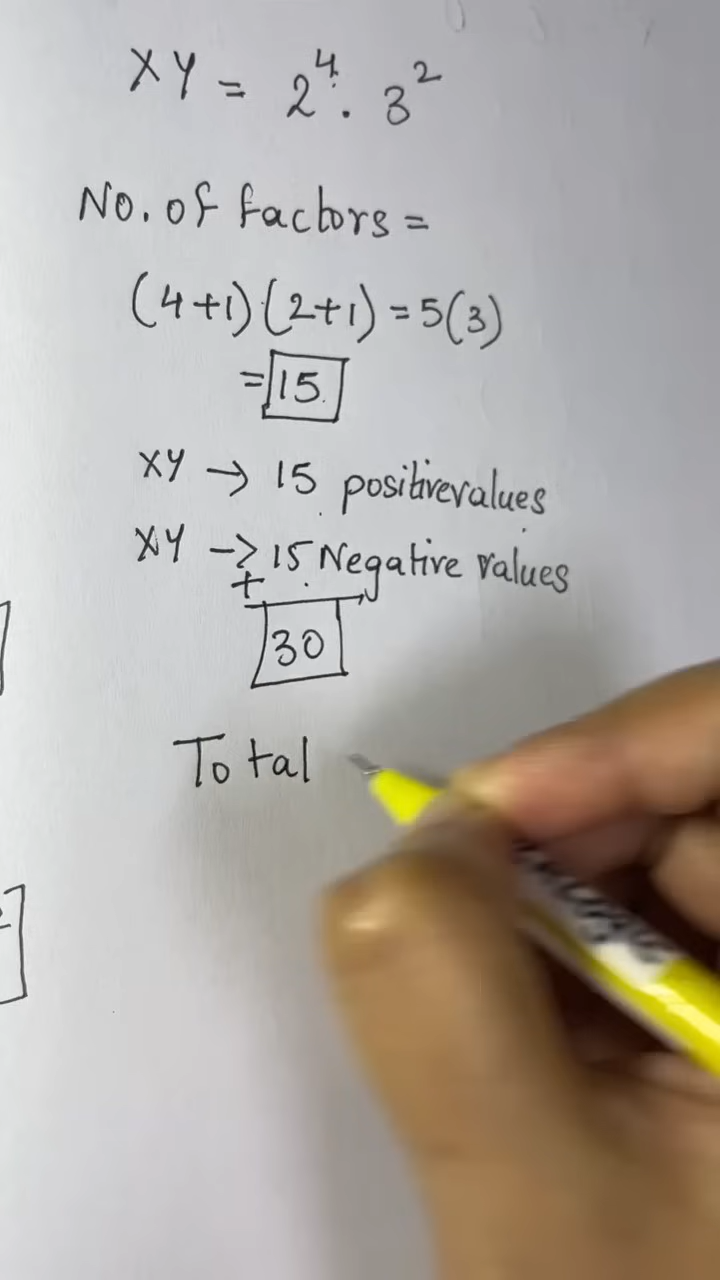 XY = 2⁴. 3²
No. of factors =
(4+1)(2+1) = 5(3)
= 15.
XY → 15 positivevalues
XY → 15 Negative values
+
30
Total